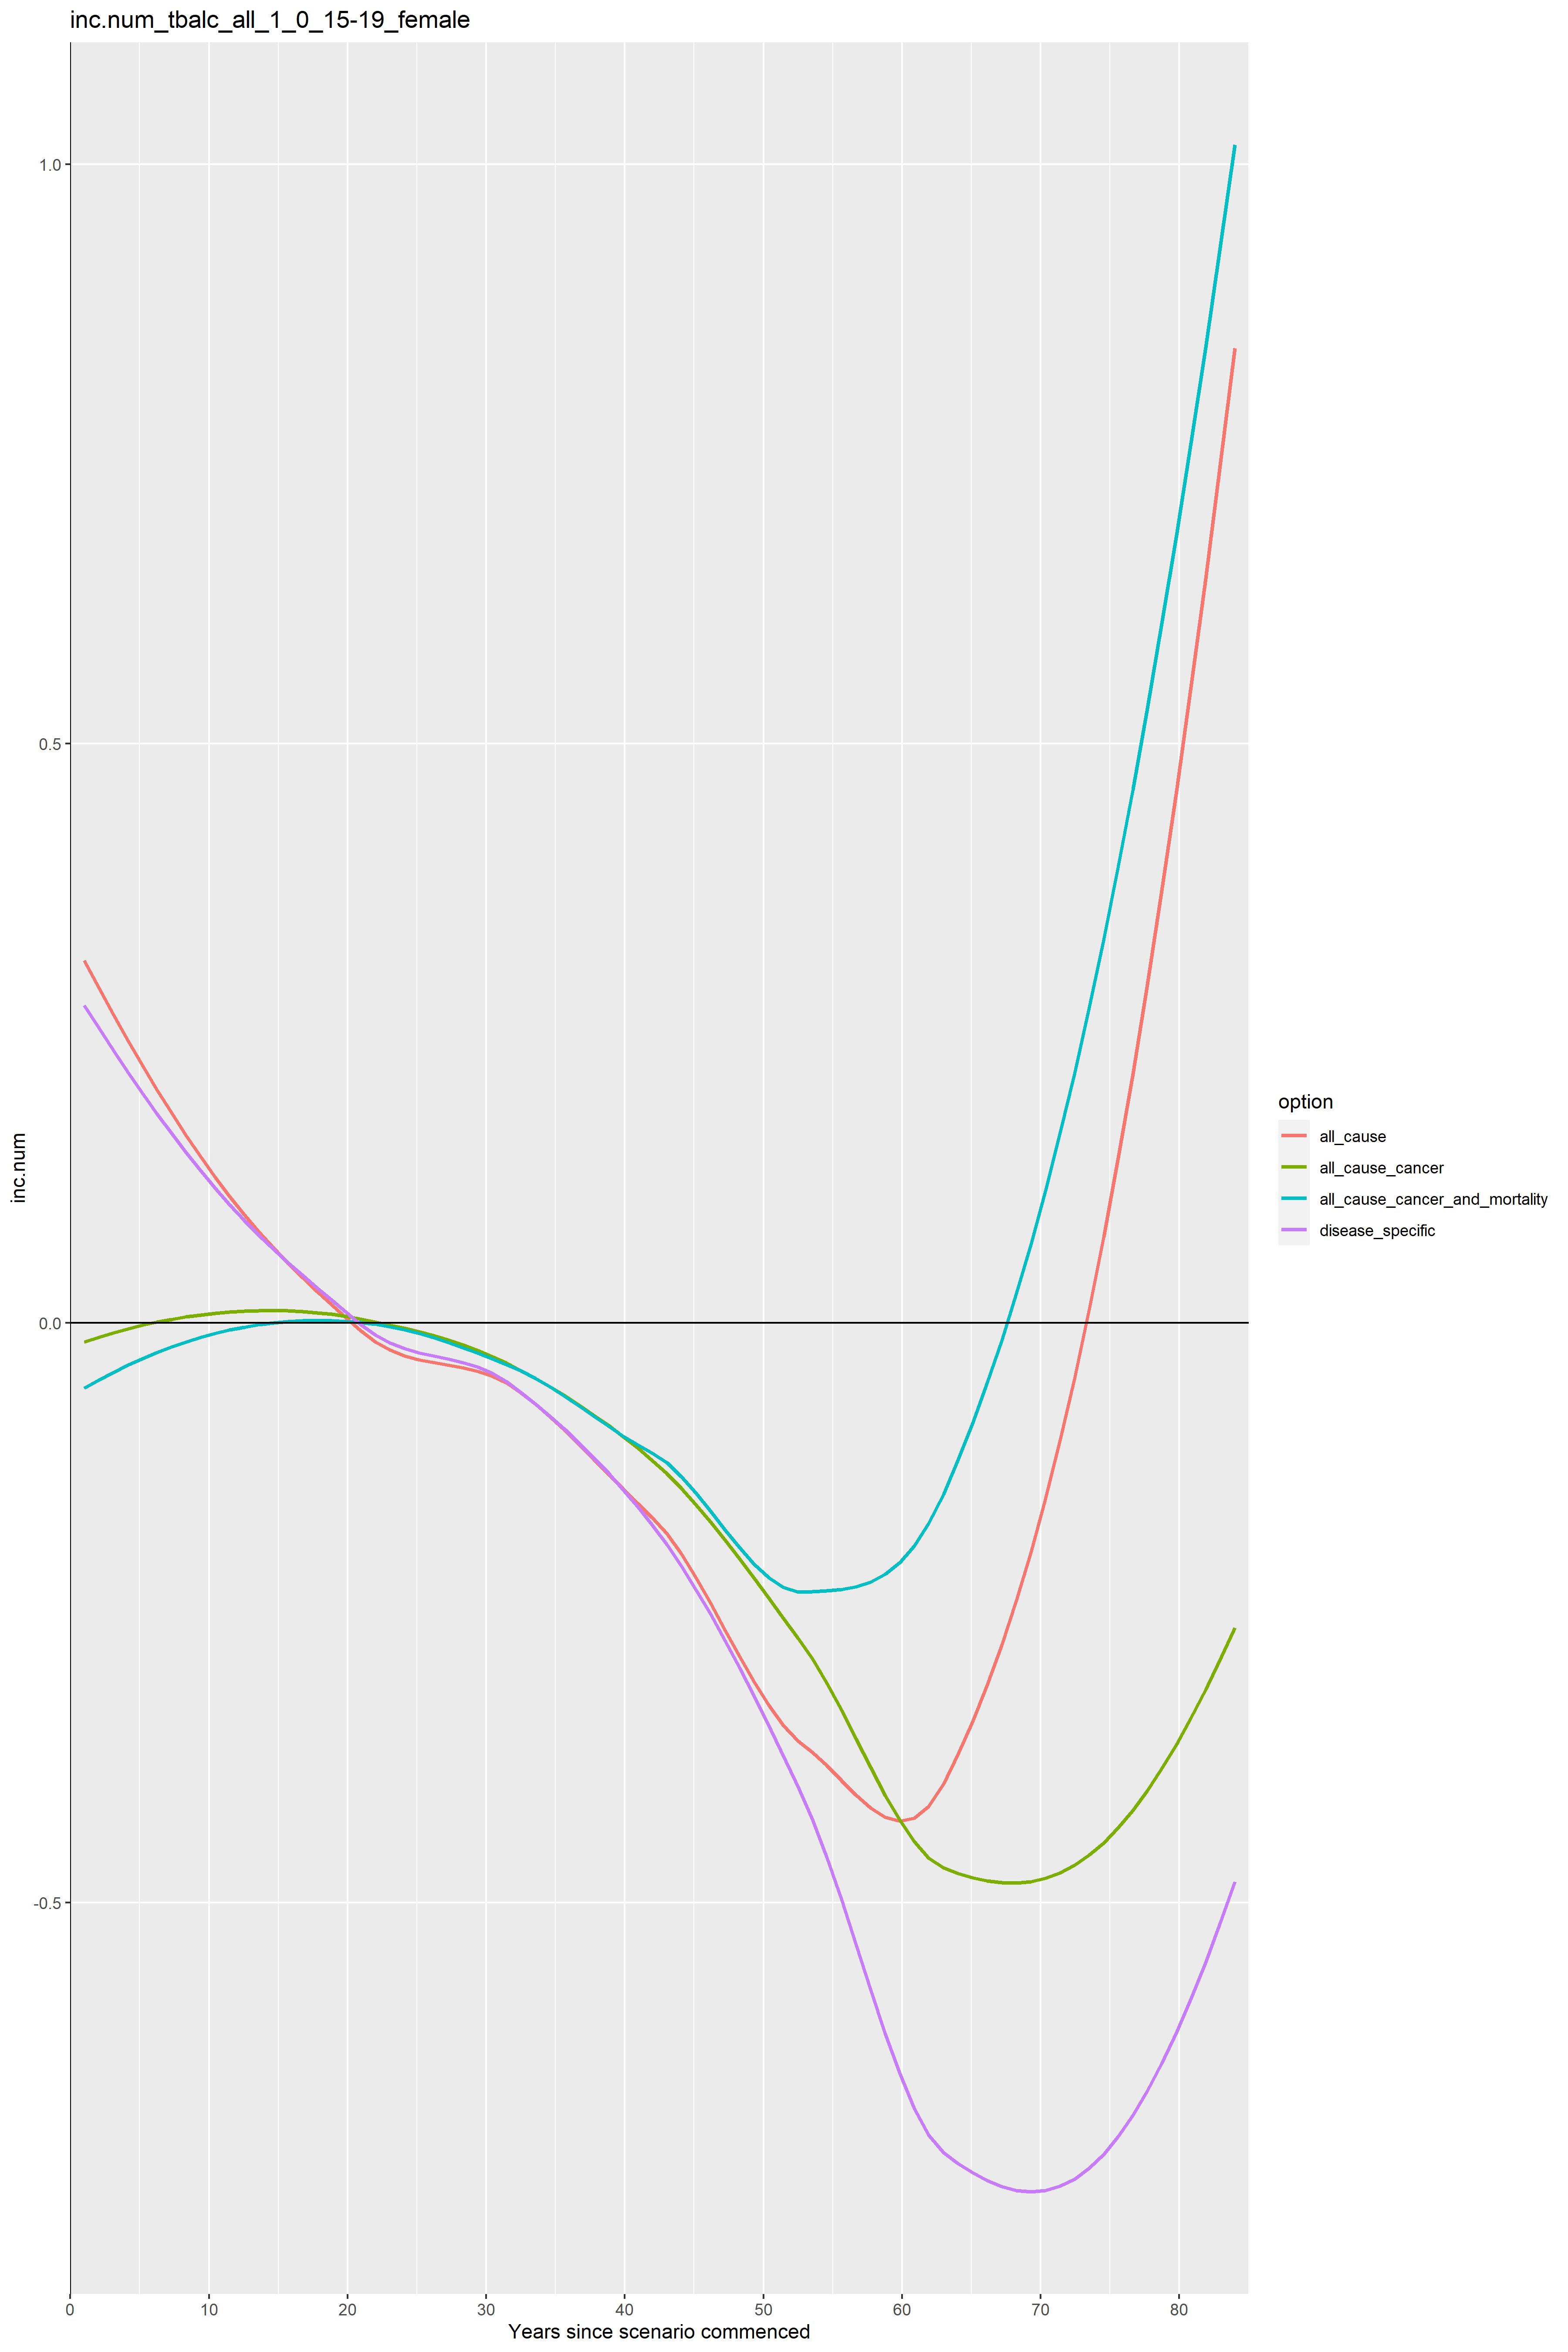 inc.num_tbalc_all_1_0_15-19_female
1.0
0.5
0.0
-0.5
inc.num
0 10 20 30 40 50 60 70 80
Years since scenario commenced
option
all_cause
all_cause_cancer
all_cause_cancer_and_mortality
disease_specific